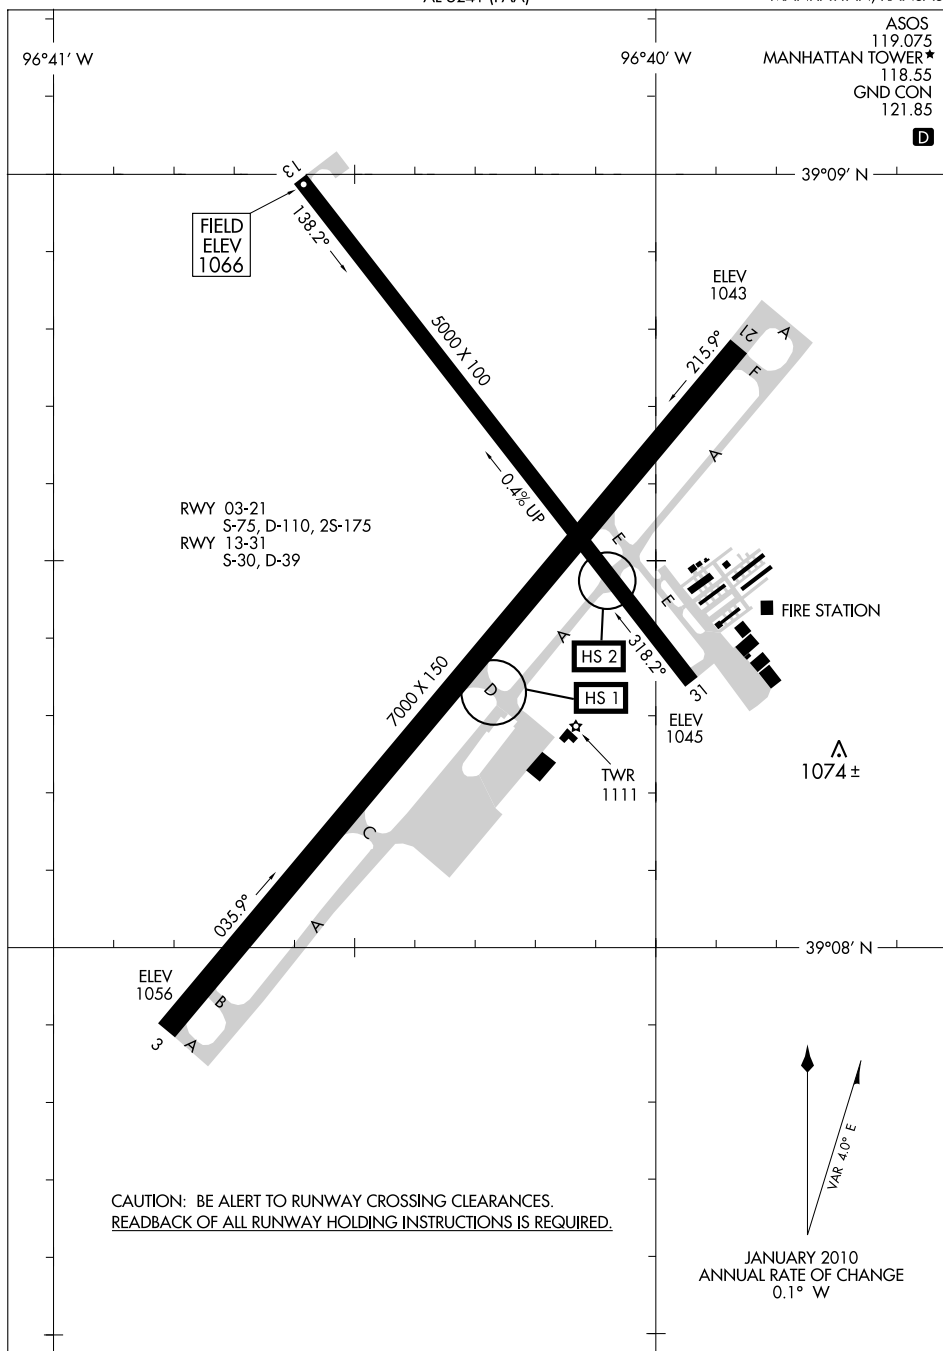 ASOS
119.075
MANHATTAN TOWER★
118.55
GND CON
121.85
D
96°41' W
96°40' W
39°09' N
13
138.2°
FIELD
ELEV
1066
ELEV
1043
21
A
215.9°
F
5000 X 100
A
0.4% UP
RWY 03-21
S-75, D-110, 2S-175
RWY 13-31
S-30, D-39
E
E
FIRE STATION
A
318.2°
HS 2
D
HS 1
31
7000 X 150
ELEV
1045
TWR
1111
1074 ±
C
035.9°
A
39°08' N
ELEV
1056
B
3
A
VAR 4.0° E
CAUTION: BE ALERT TO RUNWAY CROSSING CLEARANCES.
READBACK OF ALL RUNWAY HOLDING INSTRUCTIONS IS REQUIRED.
JANUARY 2010
ANNUAL RATE OF CHANGE
0.1° W